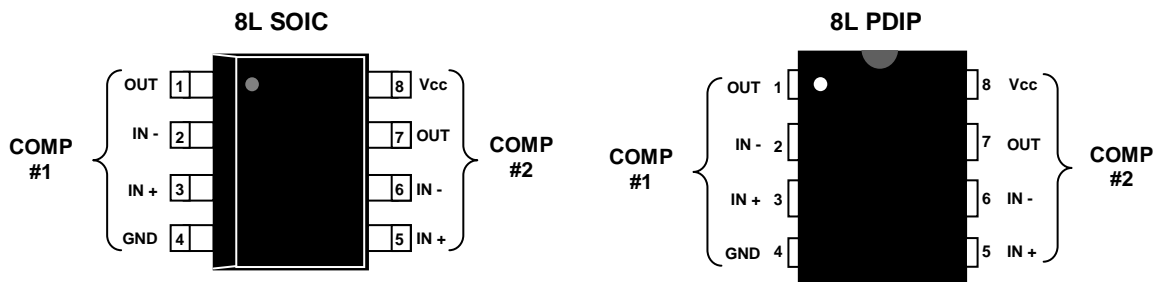 8L SOIC
OUT 1 8 Vcc
IN - 2 7 OUT
COMP #1
COMP #2
IN + 3 6 IN -
GND 4 5 IN +
8L PDIP
OUT 1 8 Vcc
IN - 2 7 OUT
COMP #1
COMP #2
IN + 3 6 IN -
GND 4 5 IN +